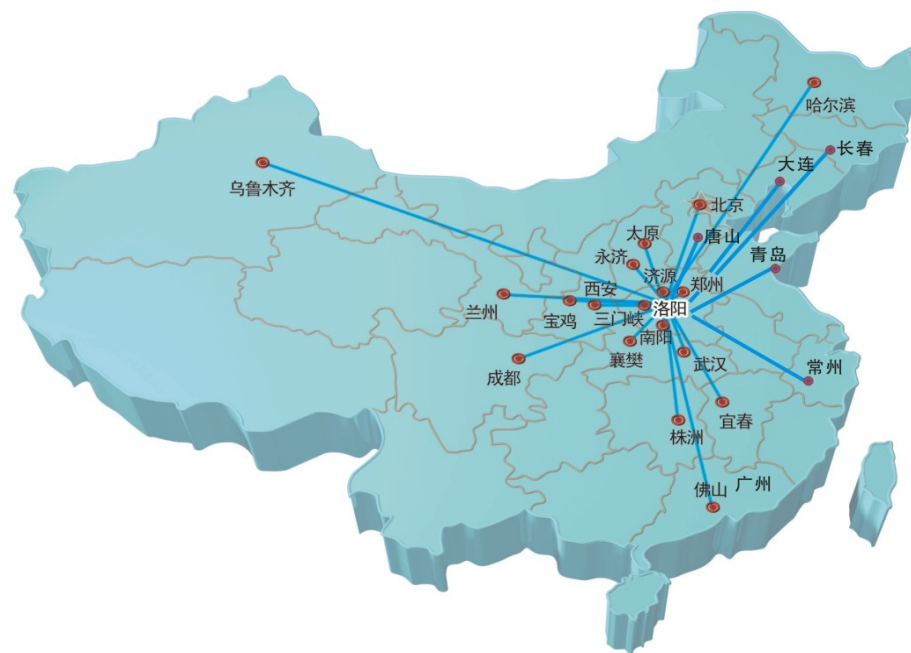 哈尔滨
长春
大连
乌鲁木齐
北京
太原
唐山
永济
青岛
济源
郑州
西安
兰州
宝鸡
三门峡
洛阳
南阳
襄樊
武汉
成都
常州
宜春
株洲
广州
佛山